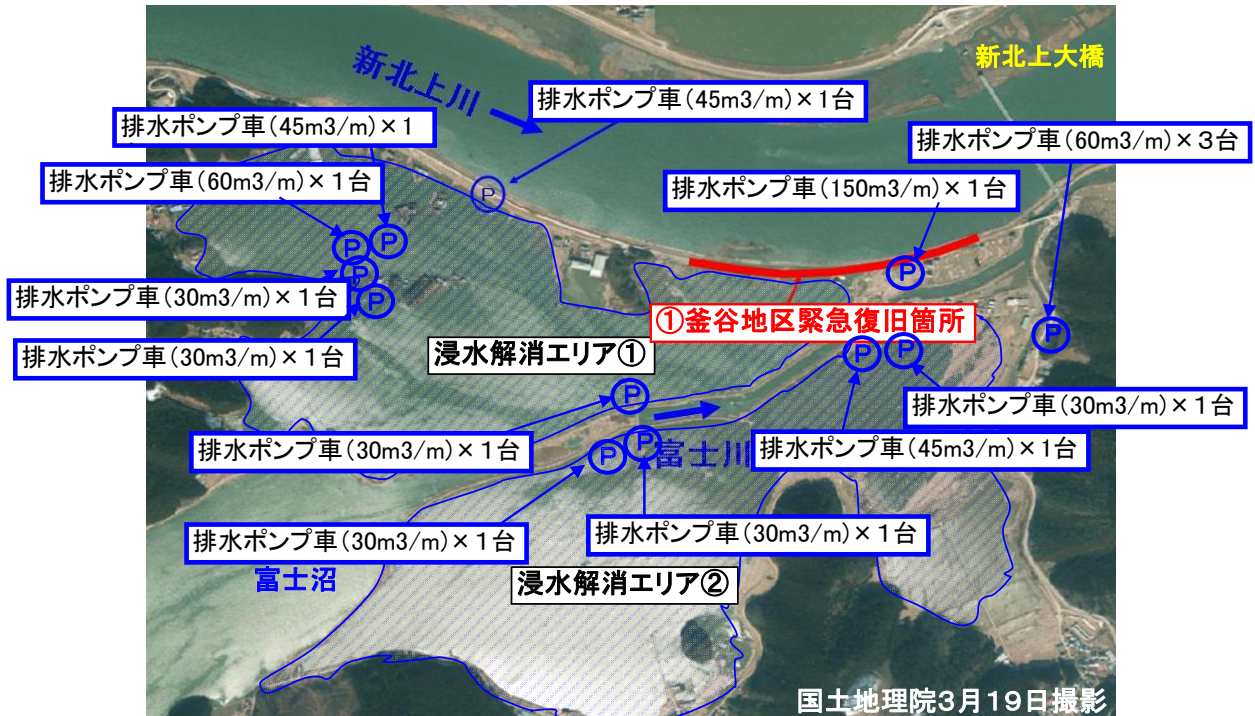 新北上大橋
新北上川
排水ポンプ車(45m3/m)×1台
排水ポンプ車(45m3/m)×1
排水ポンプ車(60m3/m)×3台
排水ポンプ車(60m3/m)×1台
排水ポンプ車(150m3/m)×1台
P
P
P
P
P
P
P
排水ポンプ車(30m3/m)×1台
①釜谷地区緊急復旧箇所
排水ポンプ車(30m3/m)×1台
浸水解消エリア①
P
P
P
排水ポンプ車(30m3/m)×1台
排水ポンプ車(30m3/m)×1台
P
P
富士川
排水ポンプ車(45m3/m)×1台
排水ポンプ車(30m3/m)×1台
排水ポンプ車(30m3/m)×1台
富士沼
浸水解消エリア②
国土地理院3月19日撮影